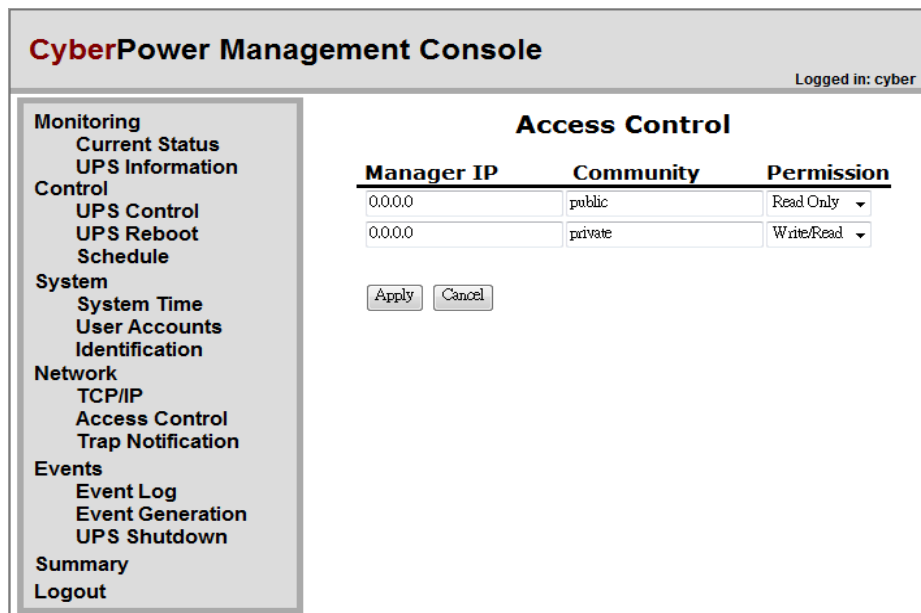 CyberPower Management Console
Logged in: cyber
Monitoring
Current Status
UPS Information
Control
UPS Control
UPS Reboot
Schedule
System
System Time
User Accounts
Identification
Network
TCP/IP
Access Control
Trap Notification
Events
Event Log
Event Generation
UPS Shutdown
Summary
Logout
Access Control
Manager IP Community Permission
0.0.0.0 public Read Only
0.0.0.0 private Write/Read
Apply Cancel